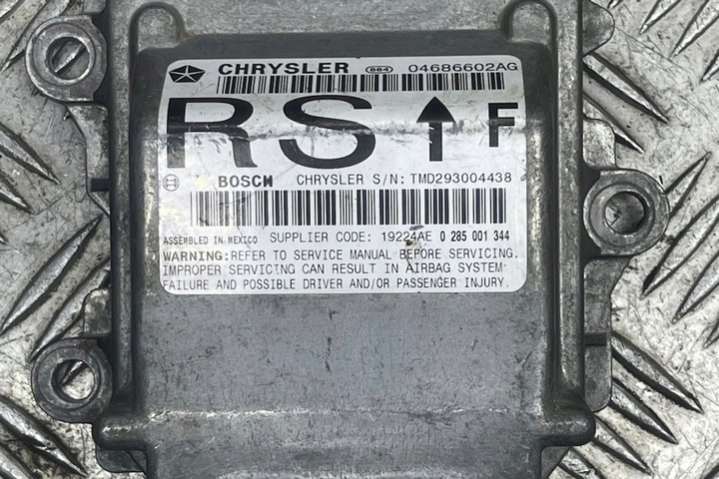 CHRYSLER 884 04686602AG
RS F
BOSCH CHRYSLER S/N: TMD293004438
ASSEMBLED IN MEXICO SUPPLIER CODE: 19224AE 0 285 001 344
WARNING: REFER TO SERVICE MANUAL BEFORE SERVICING.
IMPROPER SERVICING CAN RESULT IN AIRBAG SYSTEM
FAILURE AND POSSIBLE DRIVER AND/OR PASSENGER INJURY.